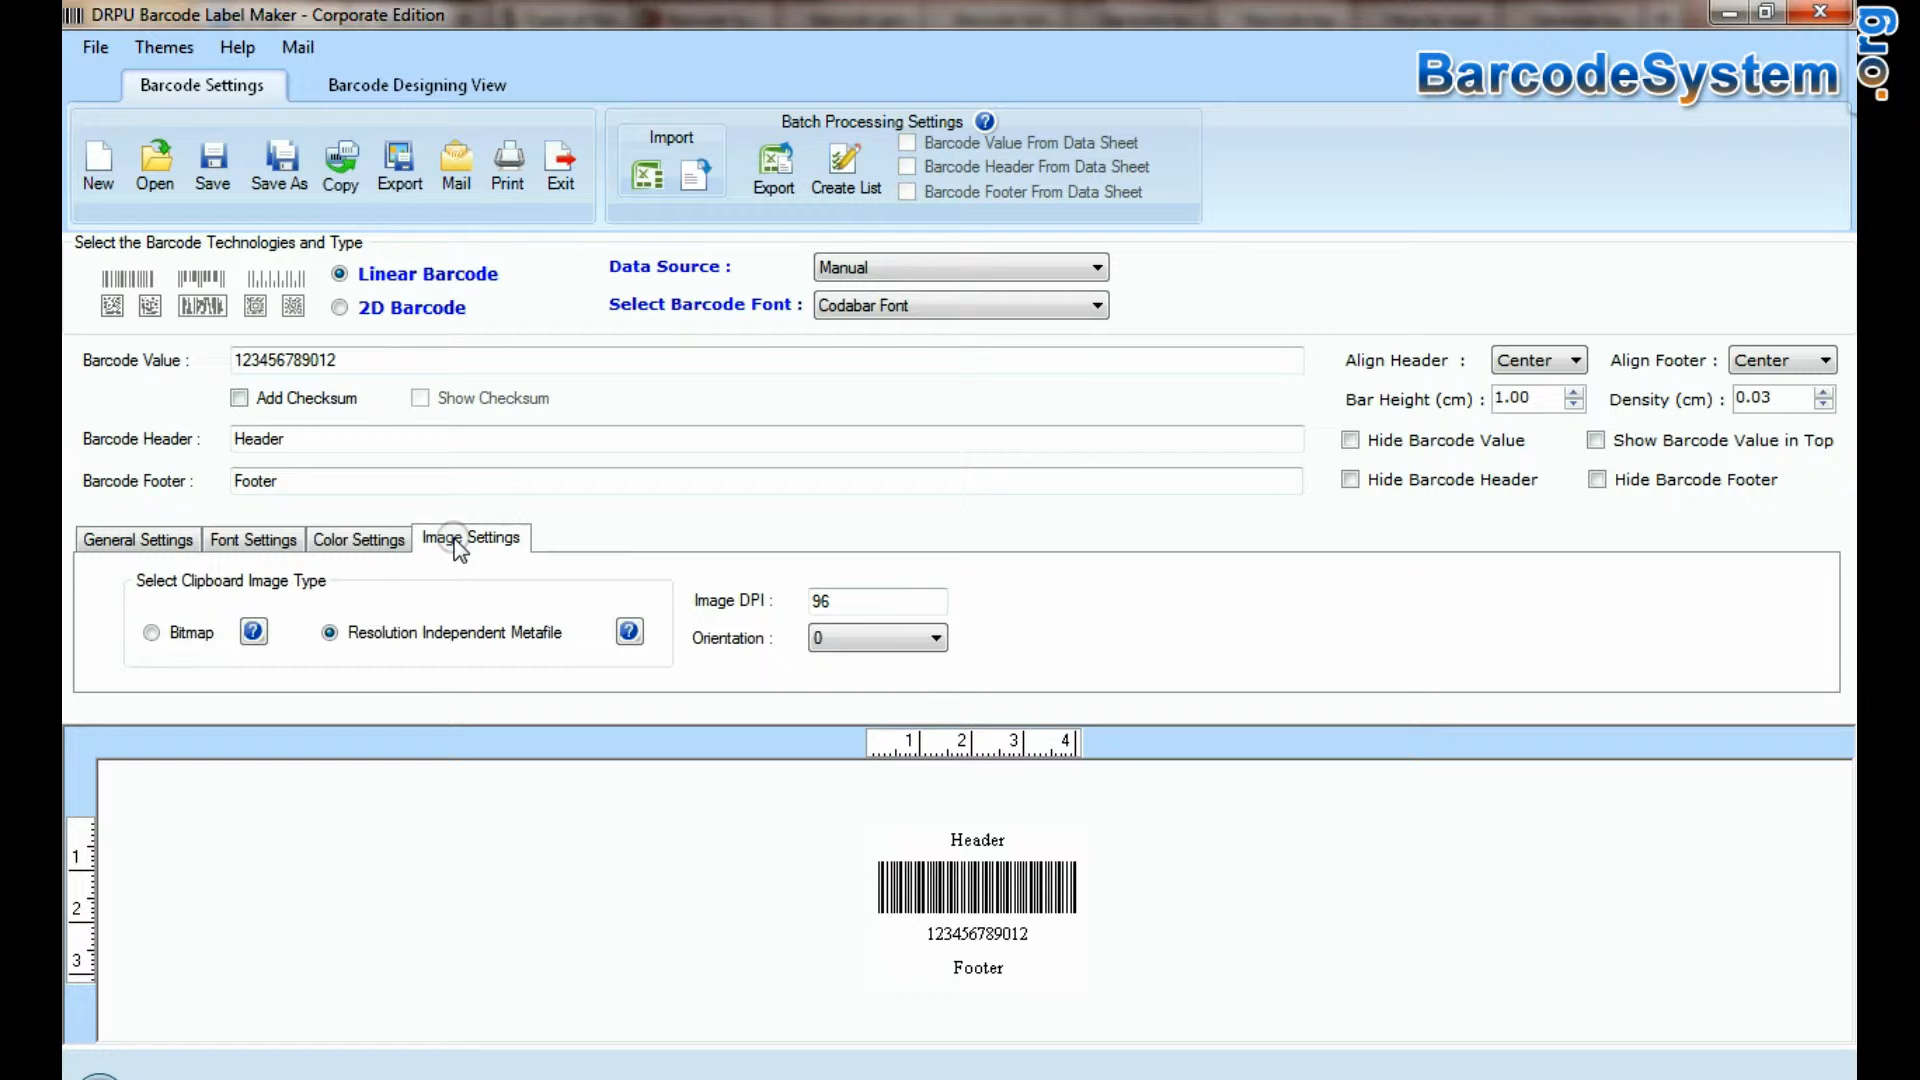 DRPU Barcode Label Maker - Corporate Edition
File Themes Help Mail
BarcodeSystem
g.ro.
Barcode Settings Barcode Designing View
New Open Save Save As Copy Export Mail Print Exit
Import
Batch Processing Settings ?
Export Create List
Barcode Value From Data Sheet
Barcode Header From Data Sheet
Barcode Footer From Data Sheet
Select the Barcode Technologies and Type
Linear Barcode
2D Barcode
Data Source : Manual
Select Barcode Font : Codabar Font
Barcode Value : 123456789012
Add Checksum Show Checksum
Barcode Header : Header
Barcode Footer : Footer
Align Header : Center Align Footer : Center
Bar Height (cm) : 1.00 Density (cm) : 0.03
Hide Barcode Value Show Barcode Value in Top
Hide Barcode Header Hide Barcode Footer
General Settings Font Settings Color Settings Image Settings
Select Clipboard Image Type
Bitmap ? Resolution Independent Metafile ?
Image DPI : 96
Orientation : 0
1 2 3 4
1
2
3
Header
123456789012
Footer